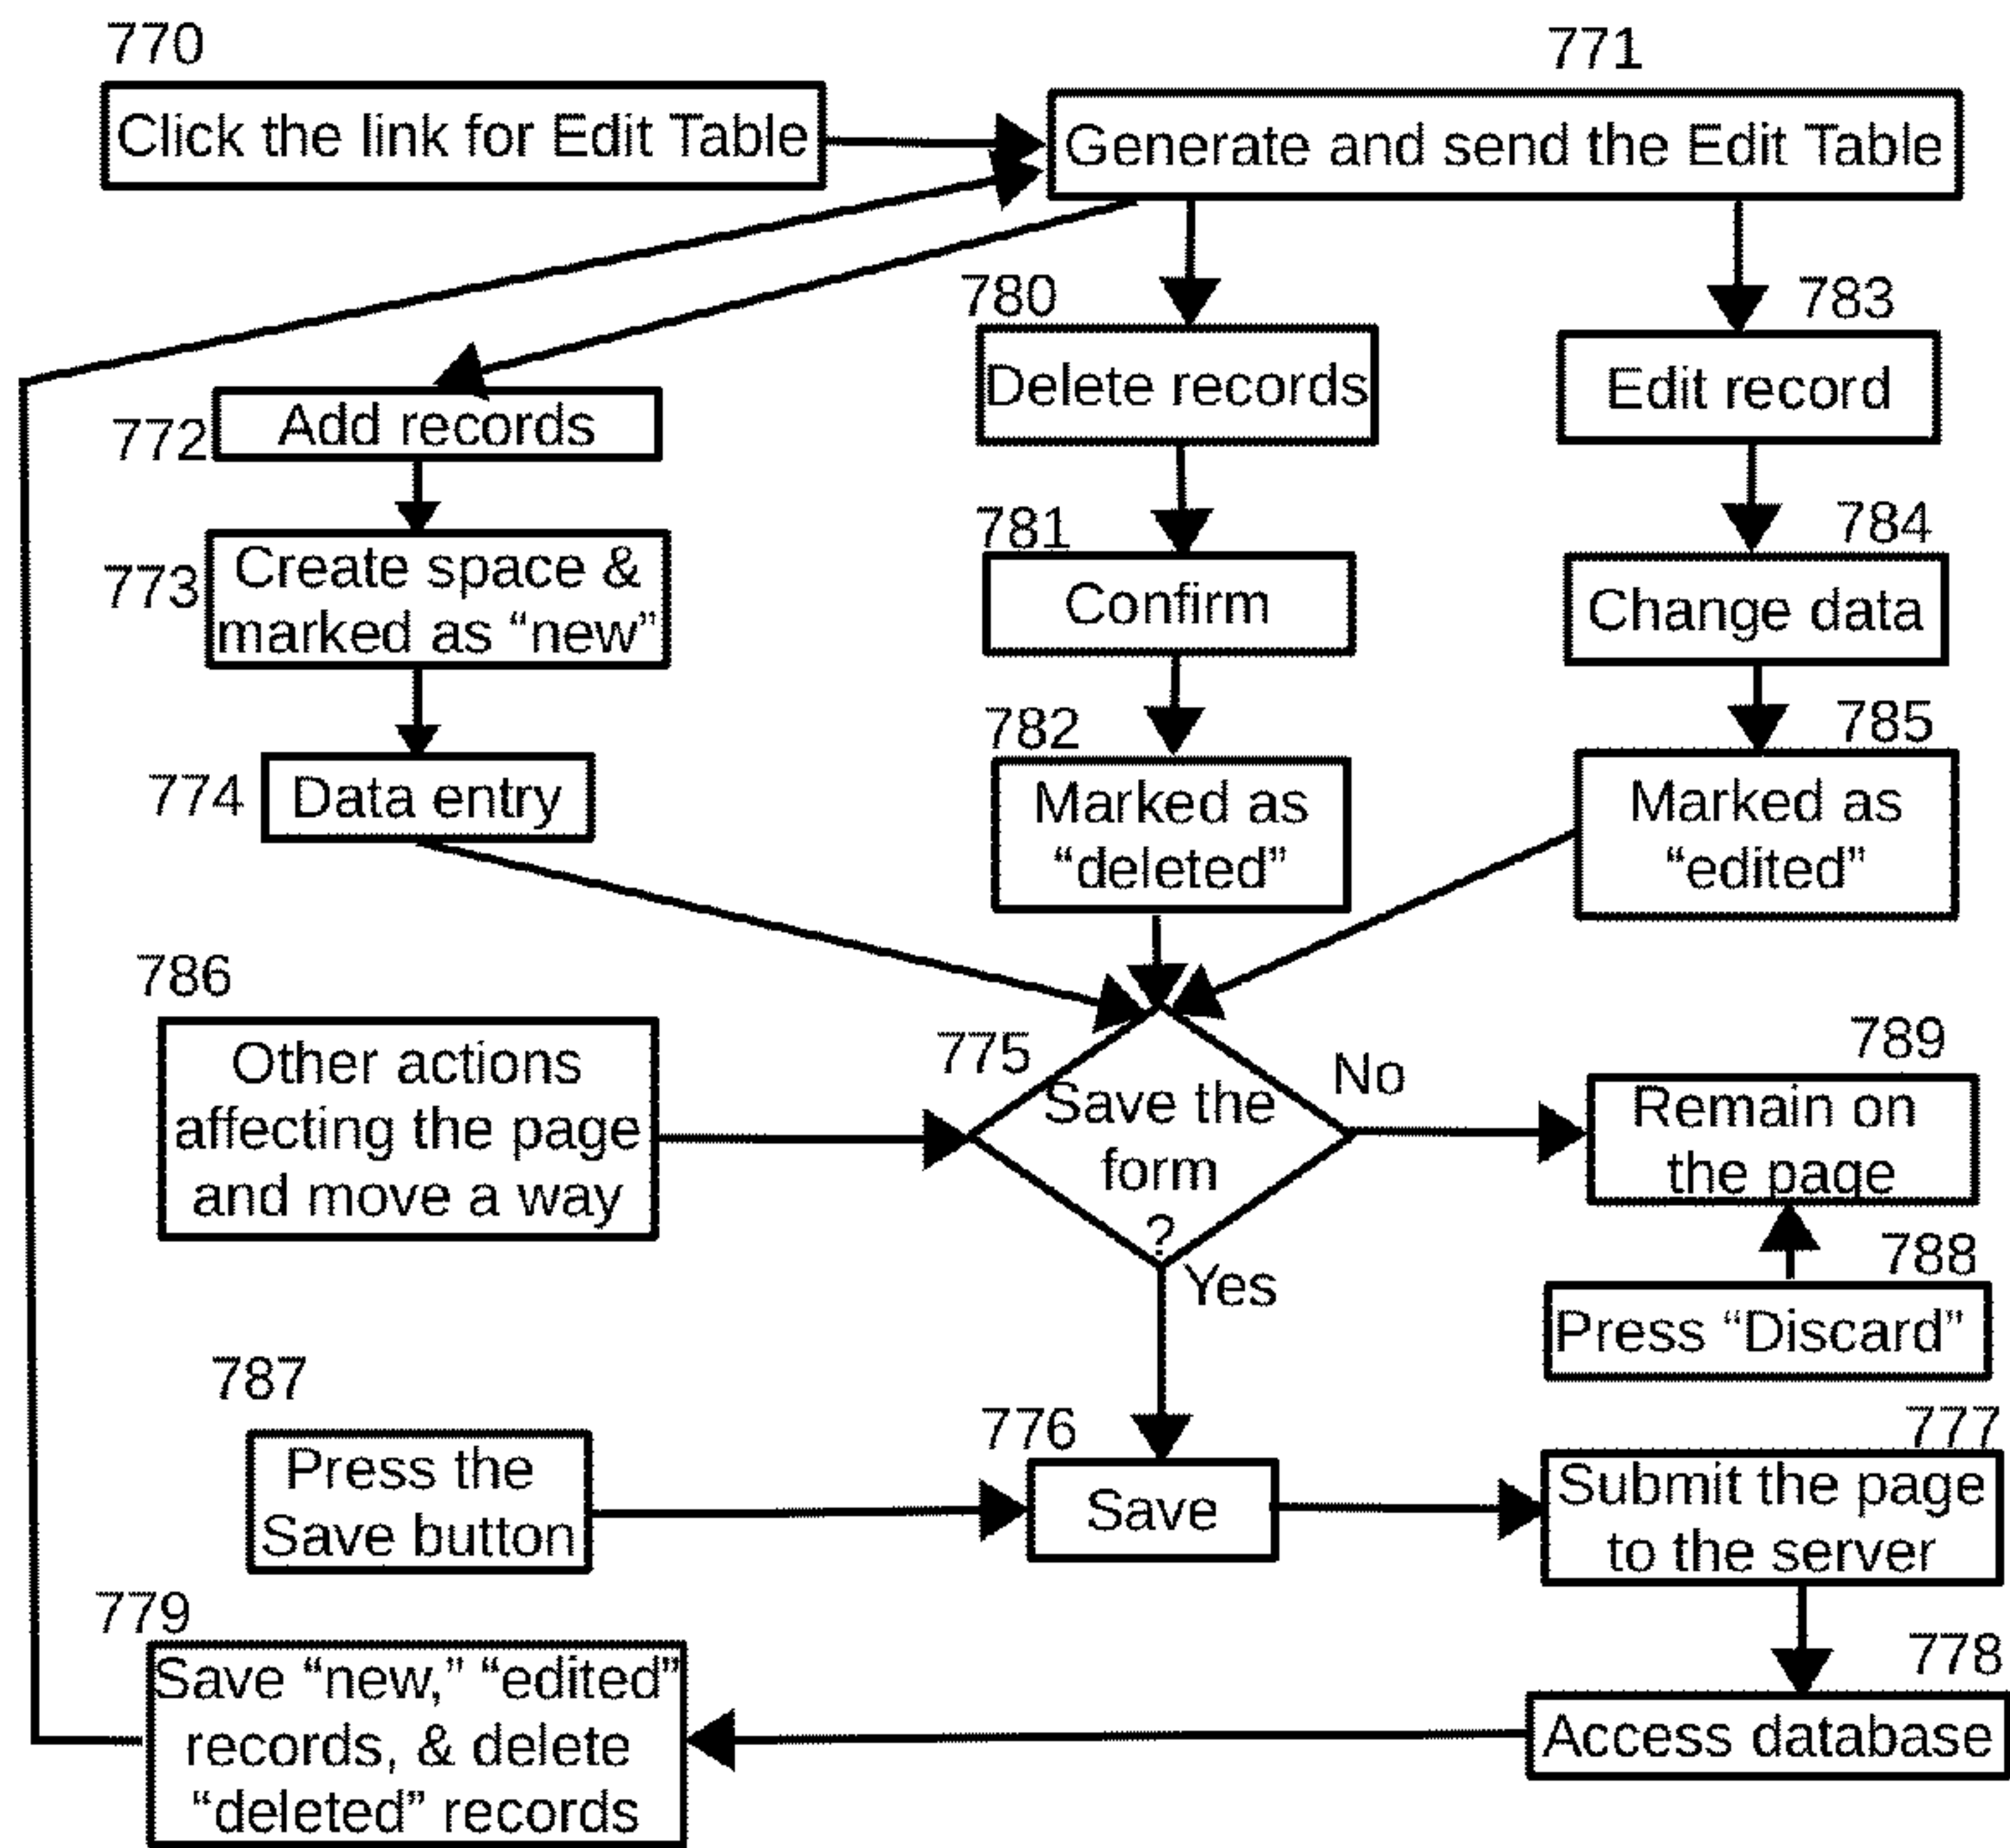 770
Click the link for Edit Table
771
Generate and send the Edit Table
772
Add records
780
Delete records
783
Edit record
773
Create space &
marked as “new”
781
Confirm
784
Change data
774
Data entry
782
Marked as
“deleted”
785
Marked as
“edited”
786
Other actions
affecting the page
and move a way
775
Save the
form
?
No
Yes
789
Remain on
the page
788
Press “Discard”
787
Press the
Save button
776
Save
777
Submit the page
to the server
779
Save “new,” “edited”
records, & delete
“deleted” records
778
Access database